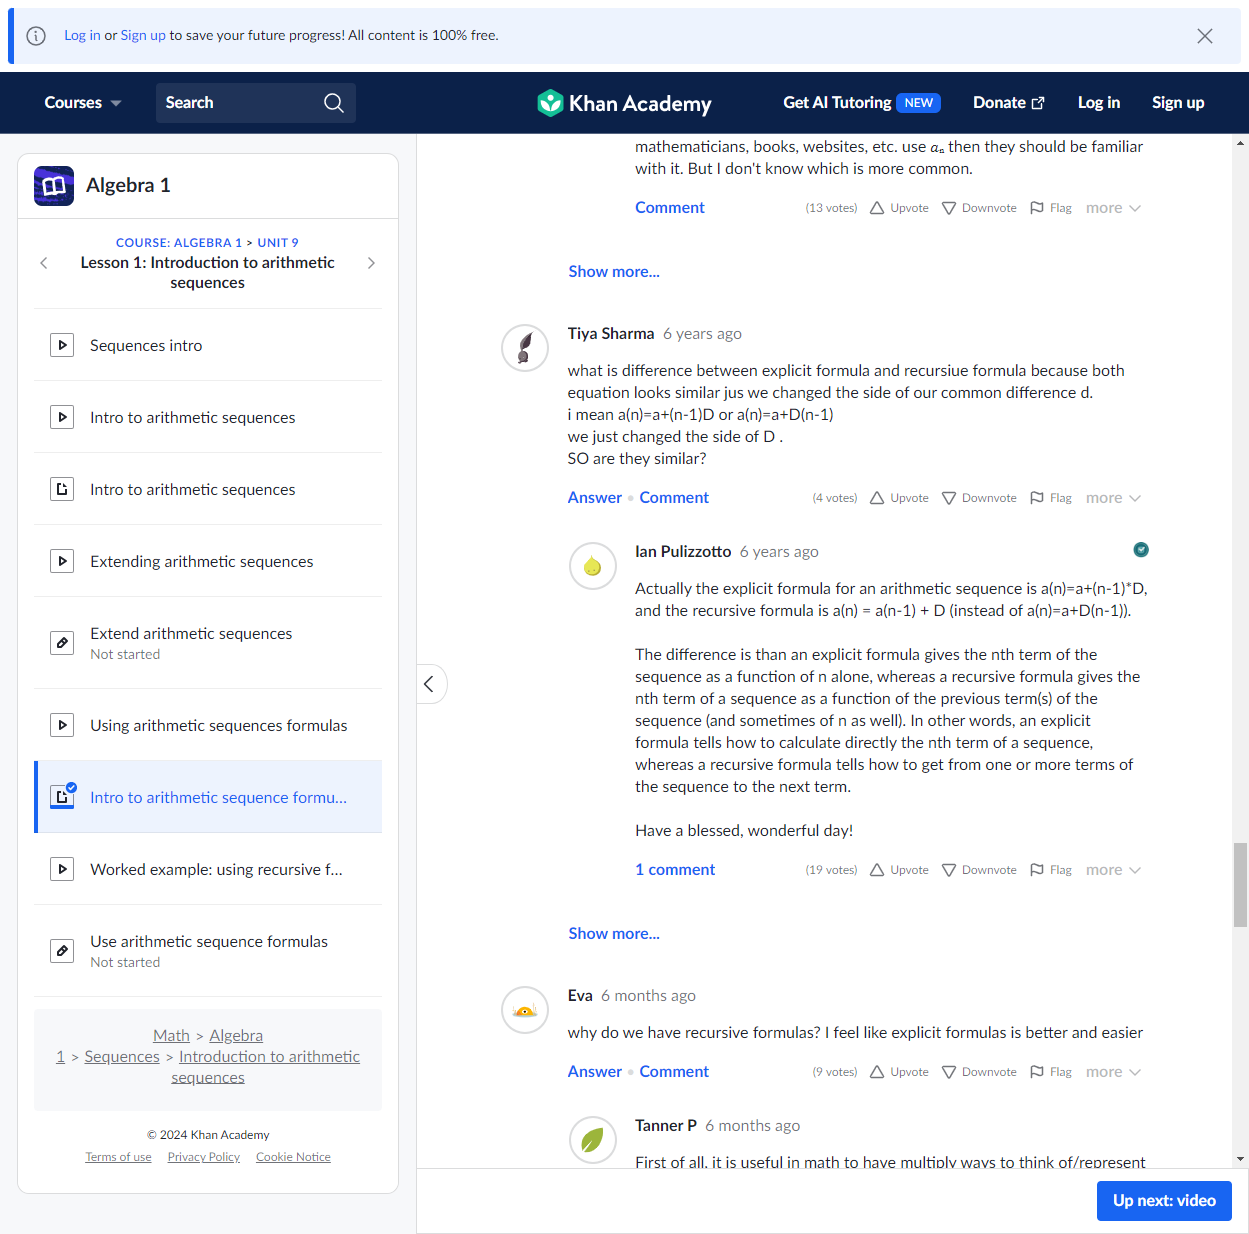 Log in or Sign up to save your future progress! All content is 100% free.
Courses
Search
Khan Academy
Get AI Tutoring NEW
Donate
Log in
Sign up
Algebra 1
COURSE: ALGEBRA 1 > UNIT 9
Lesson 1: Introduction to arithmetic
sequences
Sequences intro
Intro to arithmetic sequences
Intro to arithmetic sequences
Extending arithmetic sequences
Extend arithmetic sequences
Not started
Using arithmetic sequences formulas
Intro to arithmetic sequence formu...
Worked example: using recursive f...
Use arithmetic sequence formulas
Not started
Math > Algebra
1 > Sequences > Introduction to arithmetic
sequences
© 2024 Khan Academy
Terms of use Privacy Policy Cookie Notice
mathematicians, books, websites, etc. use aₙ then they should be familiar
with it. But I don't know which is more common.
Comment (13 votes) Upvote Downvote Flag more
Show more...
Tiya Sharma 6 years ago
what is difference between explicit formula and recursiue formula because both
equation looks similar jus we changed the side of our common difference d.
i mean a(n)=a+(n-1)D or a(n)=a+D(n-1)
we just changed the side of D .
SO are they similar?
Answer • Comment (4 votes) Upvote Downvote Flag more
Ian Pulizzotto 6 years ago
Actually the explicit formula for an arithmetic sequence is a(n)=a+(n-1)*D,
and the recursive formula is a(n) = a(n-1) + D (instead of a(n)=a+D(n-1)).
The difference is than an explicit formula gives the nth term of the
sequence as a function of n alone, whereas a recursive formula gives the
nth term of a sequence as a function of the previous term(s) of the
sequence (and sometimes of n as well). In other words, an explicit
formula tells how to calculate directly the nth term of a sequence,
whereas a recursive formula tells how to get from one or more terms of
the sequence to the next term.
Have a blessed, wonderful day!
1 comment (19 votes) Upvote Downvote Flag more
Show more...
Eva 6 months ago
why do we have recursive formulas? I feel like explicit formulas is better and easier
Answer • Comment (9 votes) Upvote Downvote Flag more
Tanner P 6 months ago
First of all, it is useful in math to have multiply ways to think of/represent
Up next: video